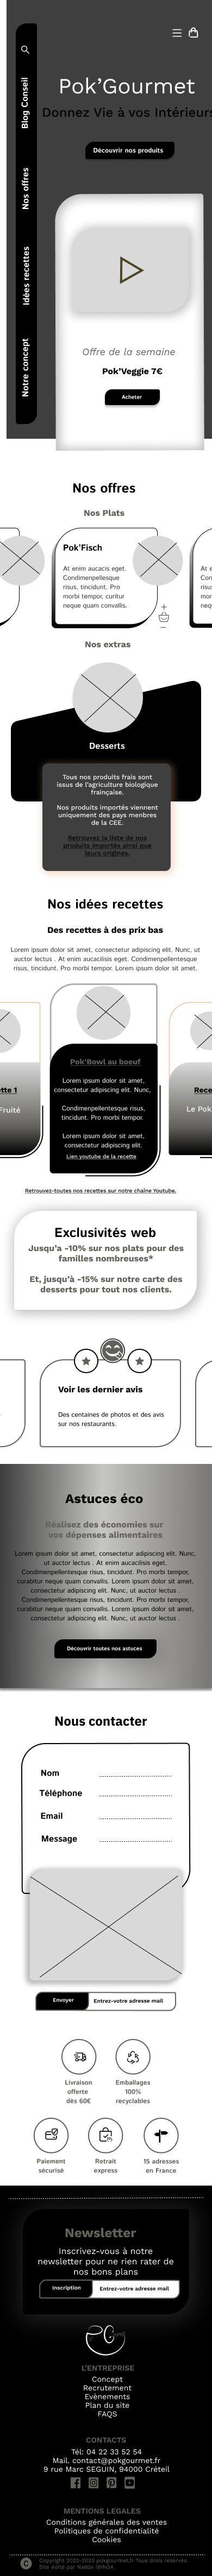 Pok'Gourmet
Donnez Vie à vos Intérieurs
Découvrir nos produits
Blog Conseil
Nos offres
Idées recettes
Notre concept
Offre de la semaine
Pok'Veggie 7€
Acheter
Nos offres
Nos Plats
Pok'Fisch
At enim aucacis eget.
Condimenpellesque
risus, tincidunt. Pro
morbi tempor, curitur
neque quam convallis.
At e
Con
risu
mor
neq
Nos extras
Desserts
Tous nos produits frais sont
issus de l'agriculture biologique
française.
Nos produits importés viennent
uniquement des pays membres
de la CEE.
Retrouvez la liste de nos
produits importés ainsi que
leurs origines.
Nos idées recettes
Des recettes à des prix bas
Lorem ipsum dolor sit amet, consectetur adipiscing elit. Nunc, ut
auctor lectus . At enim aucacilisis eget. Condimenpellentesque
risus, tincidunt. Pro morbi tempor. Lorem ipsum dolor sit amet.
tte 1
Fruité
Pok'Bowl au boeuf
Lorem ipsum dolor sit amet,
consectetur adipiscing elit. Nunc,
Condimenpellentesque risus,
tincidunt. Pro morbi tempor.
Lorem ipsum dolor sit amet,
consectetur adipiscing elit.
Lien youtube de la recette
Rece
Le Pok
Retrouvez-toutes nos recettes sur notre chaîne Youtube.
Exclusivités web
Jusqu'a -10% sur nos plats pour des
familles nombreuses*
Et, jusqu'à -15% sur notre carte des
desserts pour tout nos clients.
Voir les dernier avis
Des centaines de photos et des avis
sur nos restaurants.
Astuces éco
Réalisez des économies sur
vos dépenses alimentaires
Lorem ipsum dolor sit amet, consectetur adipiscing elit. Nunc,
ut auctor lectus . At enim aucacilisis eget.
Condimenpellentesque risus, tincidunt. Pro morbi tempor,
curabitur neque quam convallis. Lorem ipsum dolor sit amet,
consectetur adipiscing elit. Nunc, ut auctor lectus .
Condimenpellentesque risus, tincidunt. Pro morbi tempor,
curabitur neque quam convallis. Lorem ipsum dolor sit amet,
consectetur adipiscing elit. Nunc, ut auctor lectus .
Découvrir toutes nos astuces
Nous contacter
Nom
Téléphone
Email
Message
Envoyer
Entrez-votre adresse mail
Livraison
offerte
dès 60€
Emballages
100%
recyclables
Paiement
sécurisé
Retrait
express
15 adresses
en France
Newsletter
Inscrivez-vous à notre
newsletter pour ne rien rater de
nos bons plans
Inscription
Entrez-votre adresse mail
L'ENTREPRISE
Concept
Recrutement
Evènements
Plan du site
FAQS
CONTACTS
Tél: 04 22 33 52 54
Mail. contact@pokgourmet.fr
9 rue Marc SEGUIN, 94000 Créteil
MENTIONS LEGALES
Conditions générales des ventes
Politiques de confidentialité
Cookies
Copyright 2022-2023 pokgourmet.fr Tous drois réservés.
Site édité par